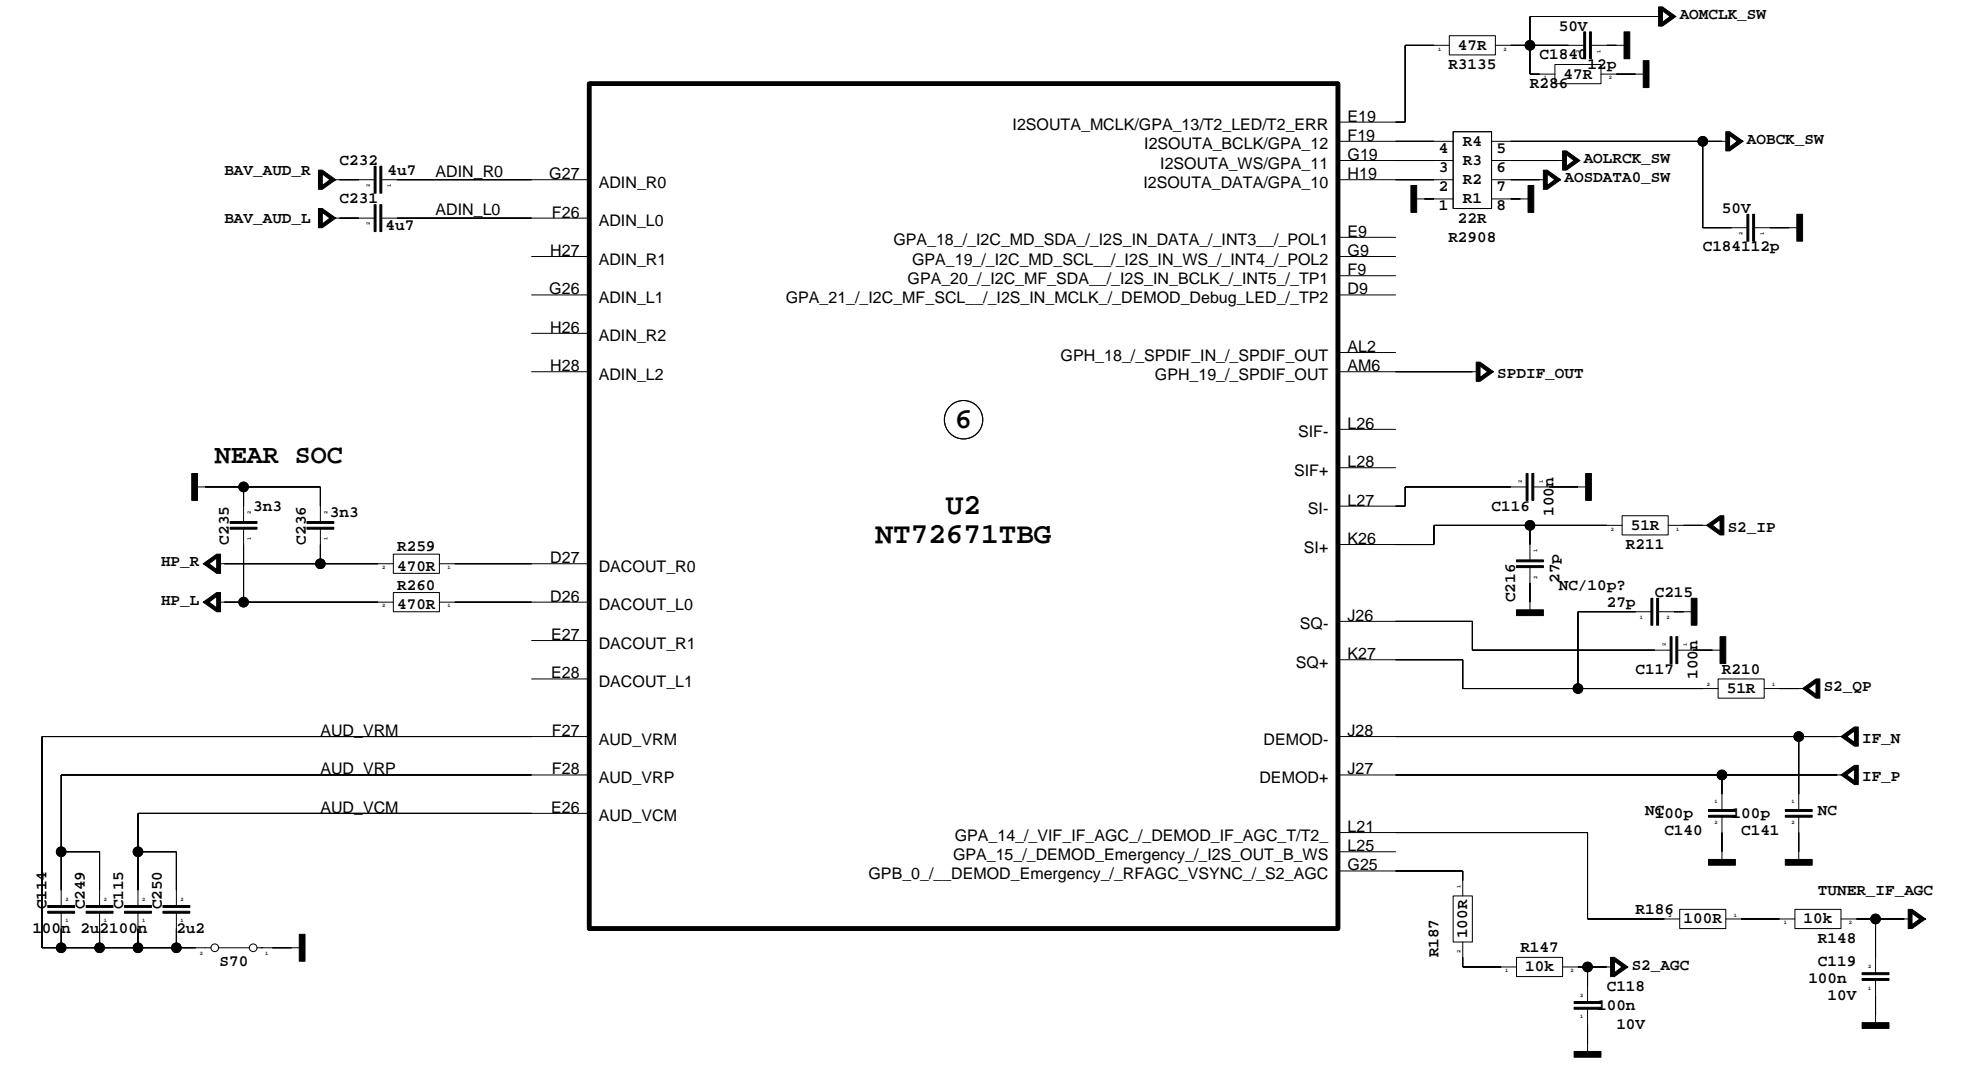 AOMCLK_SW
50V
47R
C1840
12p
R3135
47R
R286
I2SOUTA_MCLK/GPA_13/T2_LED/T2_ERR
E19
I2SOUTA_BCLK/GPA_12
F19
R4
4
5
AOBCK_SW
I2SOUTA_WS/GPA_11
G19
R3
3
6
AOLRCK_SW
I2SOUTA_DATA/GPA_10
H19
R2
2
7
AOSDATA0_SW
R1
1
8
22R
R2908
50V
C1841
12p
BAV_AUD_R
C232
4u7
ADIN_R0
G27
ADIN_R0
BAV_AUD_L
C231
4u7
ADIN_L0
F26
ADIN_L0
H27
ADIN_R1
G26
ADIN_L1
H26
ADIN_R2
H28
ADIN_L2
GPA_18_/_I2C_MD_SDA_/_I2S_IN_DATA_/_INT3__/_POL1
E9
GPA_19_/_I2C_MD_SCL__/_I2S_IN_WS_/_INT4_/_POL2
G9
GPA_20_/_I2C_MF_SDA__/_I2S_IN_BCLK_/_INT5_/_TP1
F9
GPA_21_/_I2C_MF_SCL__/_I2S_IN_MCLK_/_DEMOD_Debug_LED_/_TP2
D9
GPH_18_/_SPDIF_IN_/_SPDIF_OUT
AL2
GPH_19_/_SPDIF_OUT
AM6
SPDIF_OUT
6
U2
NT72671TBG
SIF-
L26
SIF+
L28
SI-
L27
C116
100n
SI+
K26
51R
R211
S2_IP
C216
27p
NC/10p?
27p
C215
SQ-
J26
C117
100n
SQ+
K27
R210
51R
S2_QP
NEAR SOC
C235
3n3
C236
3n3
HP_R
R259
470R
D27
DACOUT_R0
HP_L
R260
470R
D26
DACOUT_L0
E27
DACOUT_R1
E28
DACOUT_L1
AUD_VRM
F27
AUD_VRM
AUD_VRP
F28
AUD_VRP
AUD_VCM
E26
AUD_VCM
C114
100n
C249
2u2
C115
100n
C250
2u2
S70
DEMOD-
J28
IF_N
DEMOD+
J27
IF_P
NC
100p
C140
100p
C141
NC
GPA_14_/_VIF_IF_AGC_/_DEMOD_IF_AGC_T/T2_
L21
GPA_15_/_DEMOD_Emergency_/_I2S_OUT_B_WS
L25
GPB_0_/__DEMOD_Emergency_/_RFAGC_VSYNC_/_S2_AGC
G25
R187
100R
R147
10k
S2_AGC
C118
100n
10V
R186
100R
10k
R148
TUNER_IF_AGC
C119
100n
10V